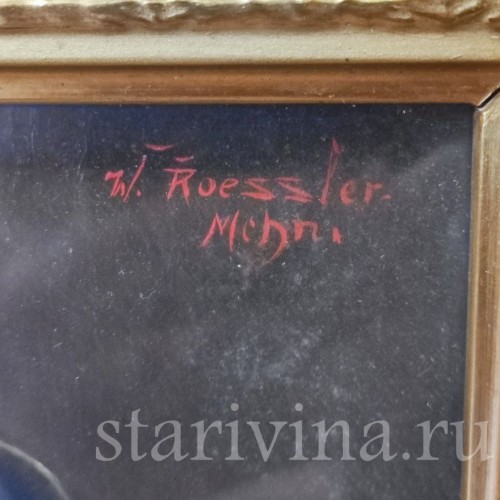 W. Roessler.
Mchn.
starivina.ru